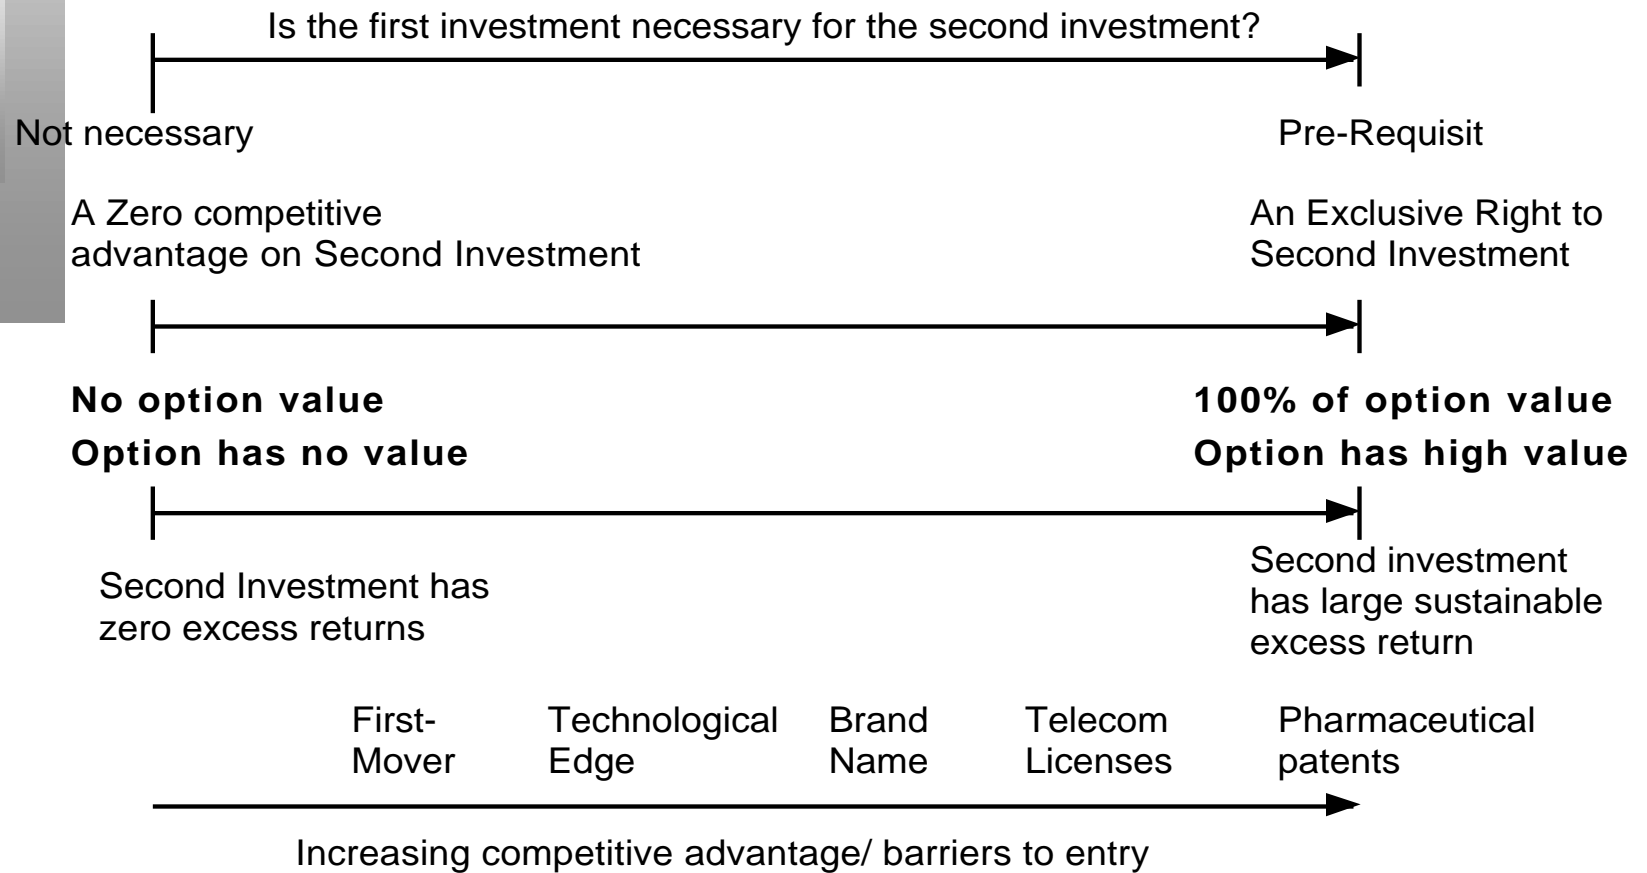 Is the first investment necessary for the second investment?
Not necessary
Pre-Requisit
A Zero competitive
advantage on Second Investment
An Exclusive Right to
Second Investment
No option value
Option has no value
100% of option value
Option has high value
Second Investment has
zero excess returns
Second investment
has large sustainable
excess return
First-
Mover
Technological
Edge
Brand
Name
Telecom
Licenses
Pharmaceutical
patents
Increasing competitive advantage/ barriers to entry